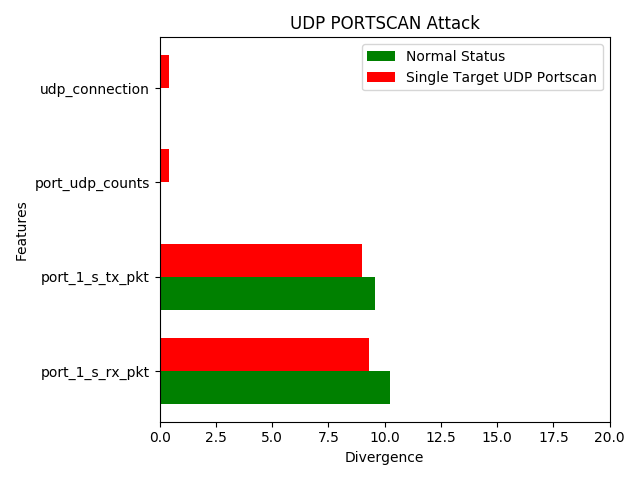 UDP PORTSCAN Attack
Normal Status
Single Target UDP Portscan
udp_connection
port_udp_counts
port_1_s_tx_pkt
port_1_s_rx_pkt
Features
0.0 2.5 5.0 7.5 10.0 12.5 15.0 17.5 20.0
Divergence